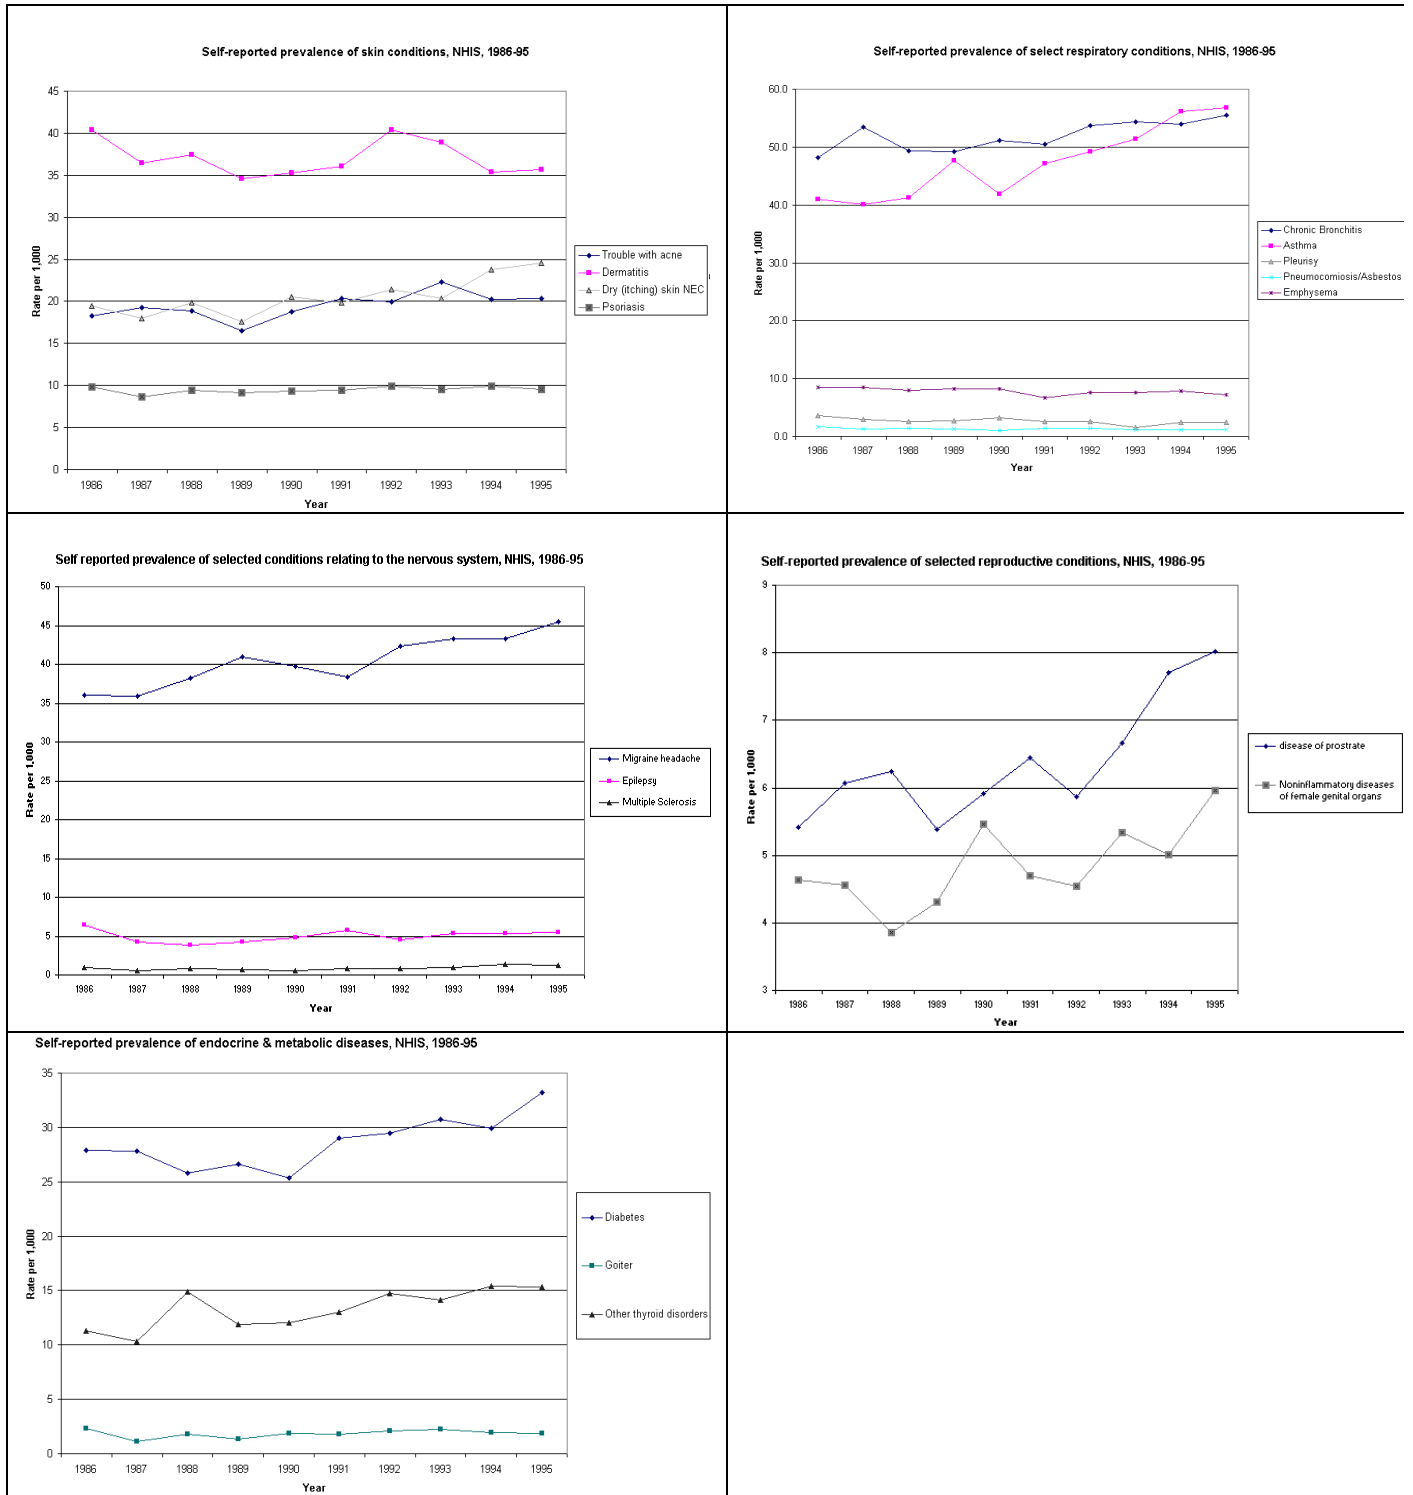 Self-reported prevalence of skin conditions, NHIS, 1986-95
45
40
35
30
25
20
15
10
5
0
Rate per 1,000
1986 1987 1988 1989 1990 1991 1992 1993 1994 1995
Year
Trouble with acne
Dermatitis
Dry (itching) skin NEC
Psoriasis
Self-reported prevalence of select respiratory conditions, NHIS, 1986-95
60.0
50.0
40.0
30.0
20.0
10.0
0.0
Rate per 1,000
1986 1987 1988 1989 1990 1991 1992 1993 1994 1995
Year
Chronic Bronchitis
Asthma
Pleurisy
Pneumocomiosis/Asbestos
Emphysema
Self reported prevalence of selected conditions relating to the nervous system, NHIS, 1986-95
50
45
40
35
30
25
20
15
10
5
0
Rate per 1,000
1986 1987 1988 1989 1990 1991 1992 1993 1994 1995
Year
Migraine headache
Epilepsy
Multiple Sclerosis
Self-reported prevalence of selected reproductive conditions, NHIS, 1986-95
9
8
7
6
5
4
3
Rate per 1,000
1986 1987 1988 1989 1990 1991 1992 1993 1994 1995
Year
disease of prostrate
Noninflammatory diseases
of female genital organs
Self-reported prevalence of endocrine & metabolic diseases, NHIS, 1986-95
35
30
25
20
15
10
5
0
Rate per 1,000
1986 1987 1988 1989 1990 1991 1992 1993 1994 1995
Year
Diabetes
Goiter
Other thyroid disorders